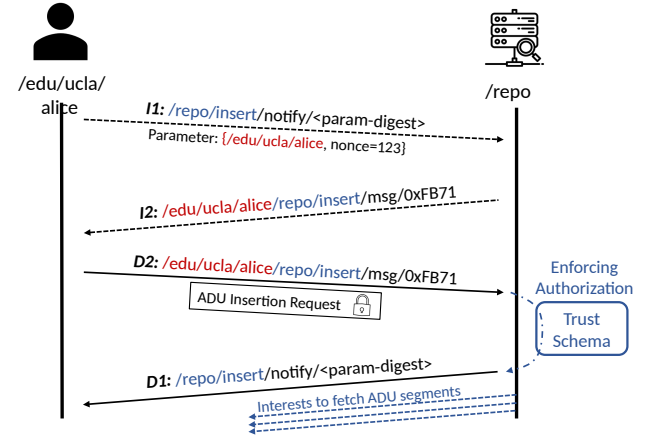 /edu/ucla/
alice
/repo
I1: /repo/insert/notify/<param-digest>
Parameter: {/edu/ucla/alice, nonce=123}
I2: /edu/ucla/alice/repo/insert/msg/0xFB71
D2: /edu/ucla/alice/repo/insert/msg/0xFB71
ADU Insertion Request
Enforcing
Authorization
Trust
Schema
D1: /repo/insert/notify/<param-digest>
Interests to fetch ADU segments